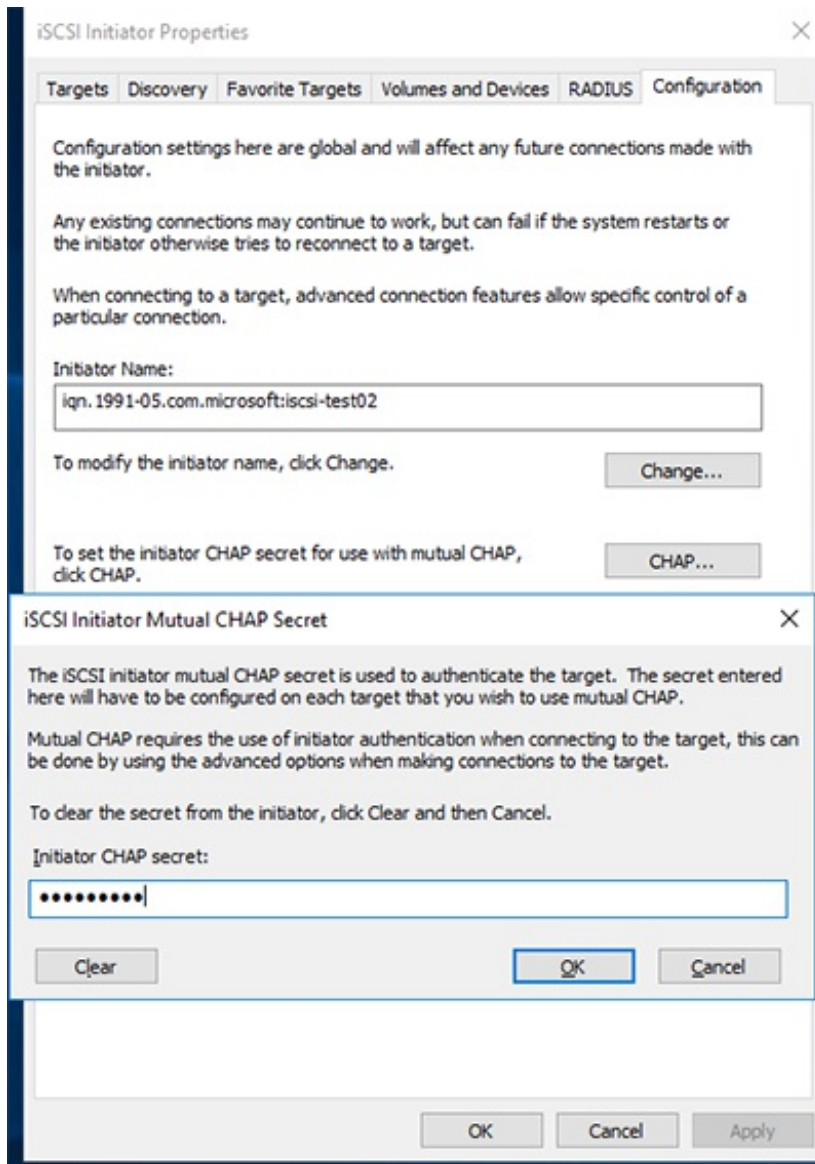 iSCSI Initiator Properties
Targets Discovery Favorite Targets Volumes and Devices RADIUS Configuration
Configuration settings here are global and will affect any future connections made with
the initiator.
Any existing connections may continue to work, but can fail if the system restarts or
the initiator otherwise tries to reconnect to a target.
When connecting to a target, advanced connection features allow specific control of a
particular connection.
Initiator Name:
iqn.1991-05.com.microsoft:iscsi-test02
To modify the initiator name, click Change.
Change...
To set the initiator CHAP secret for use with mutual CHAP,
click CHAP.
CHAP...
iSCSI Initiator Mutual CHAP Secret
The iSCSI initiator mutual CHAP secret is used to authenticate the target. The secret entered
here will have to be configured on each target that you wish to use mutual CHAP.
Mutual CHAP requires the use of initiator authentication when connecting to the target, this can
be done by using the advanced options when making connections to the target.
To clear the secret from the initiator, click Clear and then Cancel.
Initiator CHAP secret:
●●●●●●●●●
Clear OK Cancel
OK Cancel Apply